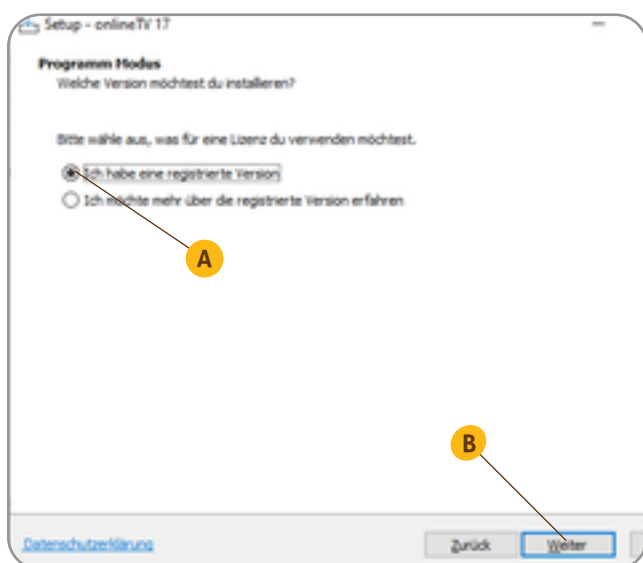 Setup - onlineTV 17
Programm Modus
Welche Version möchtest du installieren?
Bitte wähle aus, was für eine Lizenz du verwenden möchtest.
Ich habe eine registrierte Version
Ich möchte mehr über die registrierte Version erfahren
A
B
Datenschutzerklärung
Zurück
Weiter